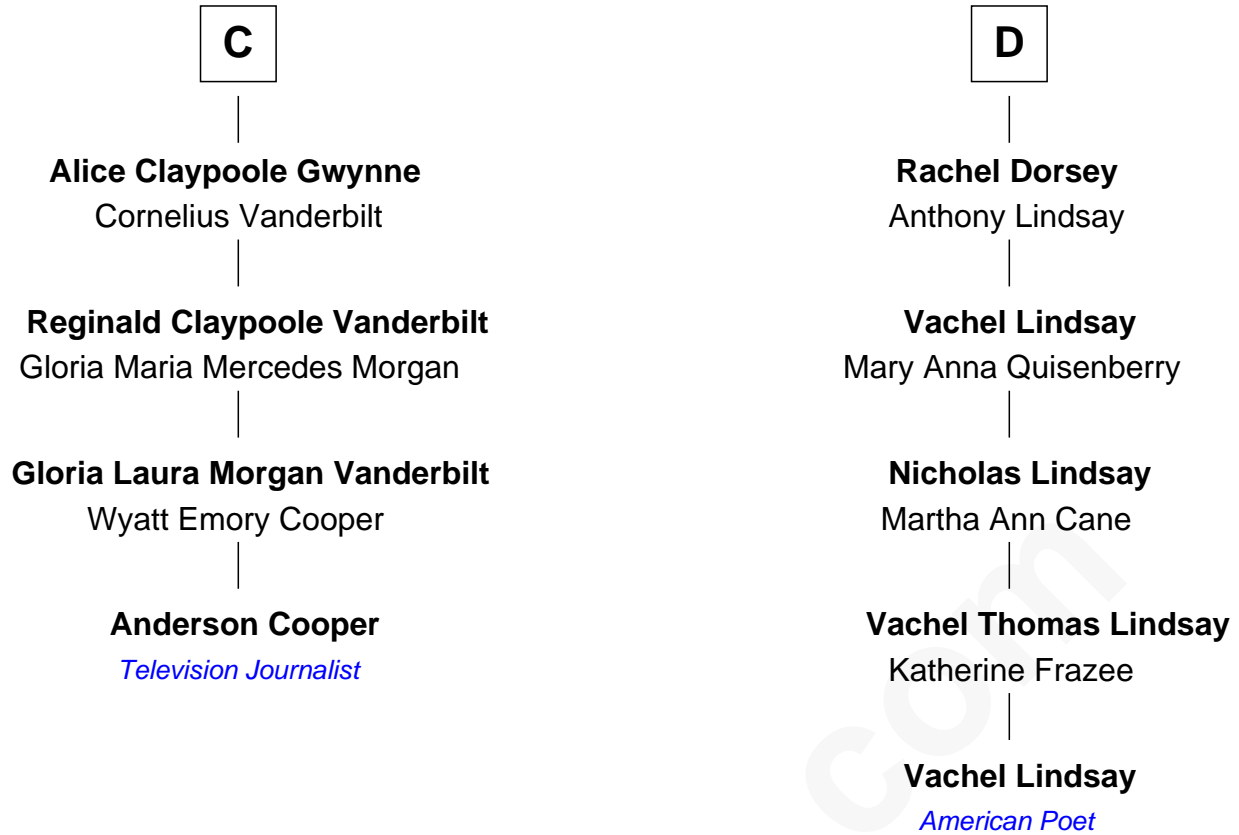 C
Alice Claypoole Gwynne
Cornelius Vanderbilt
Reginald Claypoole Vanderbilt
Gloria Maria Mercedes Morgan
Gloria Laura Morgan Vanderbilt
Wyatt Emory Cooper
Anderson Cooper
Television Journalist
D
Rachel Dorsey
Anthony Lindsay
Vachel Lindsay
Mary Anna Quisenberry
Nicholas Lindsay
Martha Ann Cane
Vachel Thomas Lindsay
Katherine Frazee
Vachel Lindsay
American Poet
com